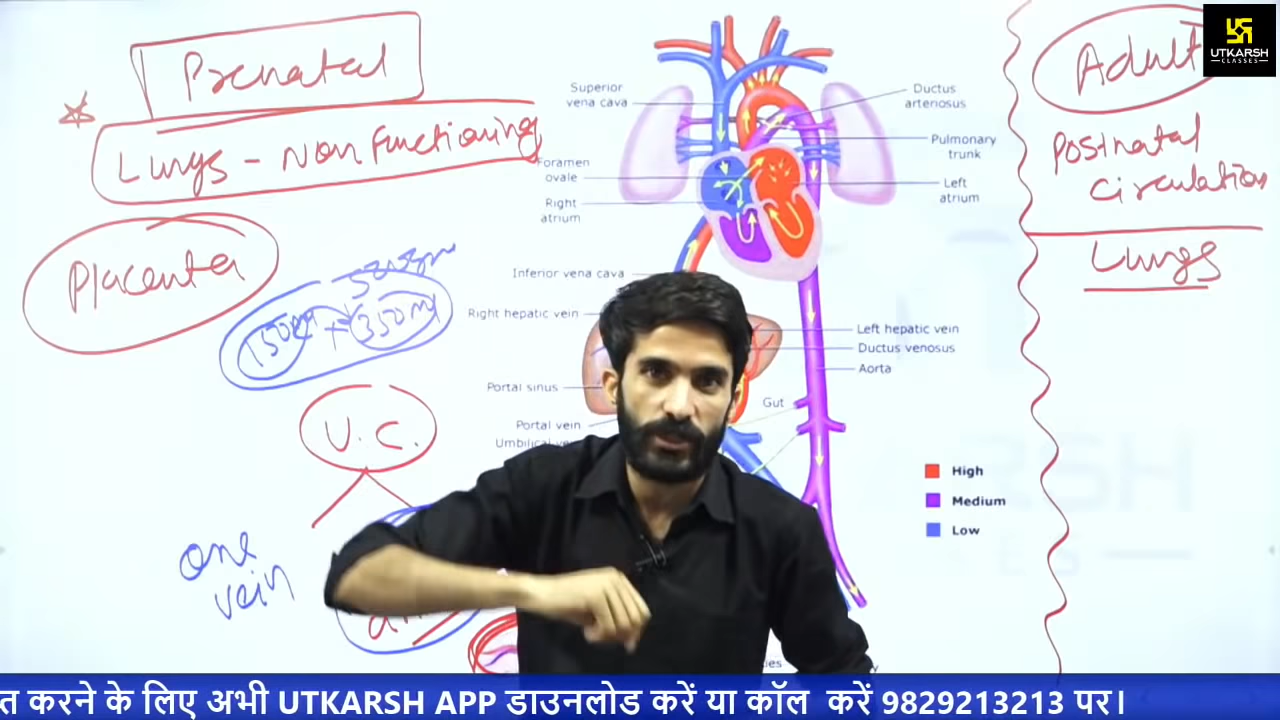 Prenatal
Lungs - Non Functioning
Placenta
150
350 ml
U.C.
one
vein
Superior
vena cava
Foramen
ovale
Right
atrium
Inferior vena cava
Right hepatic vein
Portal sinus
Portal vein
Ductus
arteriosus
Pulmonary
trunk
Left
atrium
Left hepatic vein
Ductus venosus
Aorta
Gut
High
Medium
Low
Adult
Postnatal
circulation
Lungs
UTKARSH
CLASSES
त करने के लिए अभी UTKARSH APP डाउनलोड करें या कॉल करें 9829213213 पर।